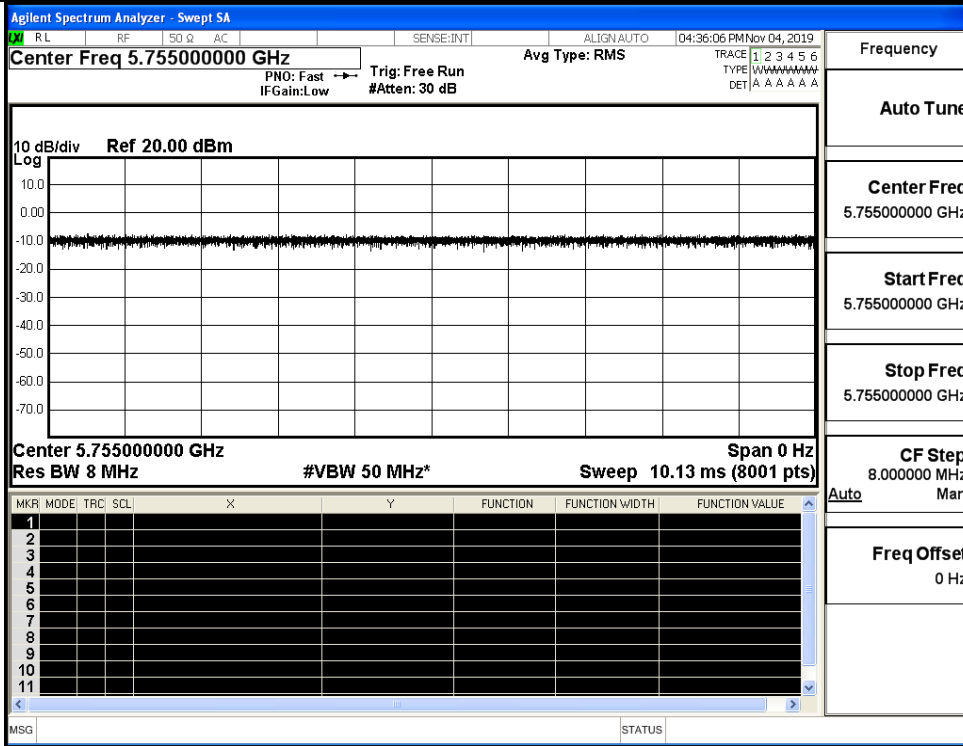 Agilent Spectrum Analyzer - Swept SA
LXI RL RF 50 Ω AC SENSE:INT ALIGN AUTO 04:36:06 PM Nov 04, 2019
Center Freq 5.755000000 GHz
PNO: Fast
IFGain:Low
Trig: Free Run
#Atten: 30 dB
Avg Type: RMS
TRACE 1 2 3 4 5 6
TYPE WWWWWW
DET A A A A A A
10 dB/div Ref 20.00 dBm
Log
10.0
0.00
-10.0
-20.0
-30.0
-40.0
-50.0
-60.0
-70.0
Center 5.755000000 GHz Span 0 Hz
Res BW 8 MHz #VBW 50 MHz* Sweep 10.13 ms (8001 pts)
MKR MODE TRC SCL X Y FUNCTION FUNCTION WIDTH FUNCTION VALUE
1
2
3
4
5
6
7
8
9
10
11
MSG STATUS
Frequency
Auto Tune
Center Freq
5.755000000 GHz
Start Freq
5.755000000 GHz
Stop Freq
5.755000000 GHz
CF Step
8.000000 MHz
Auto Man
Freq Offset
0 Hz